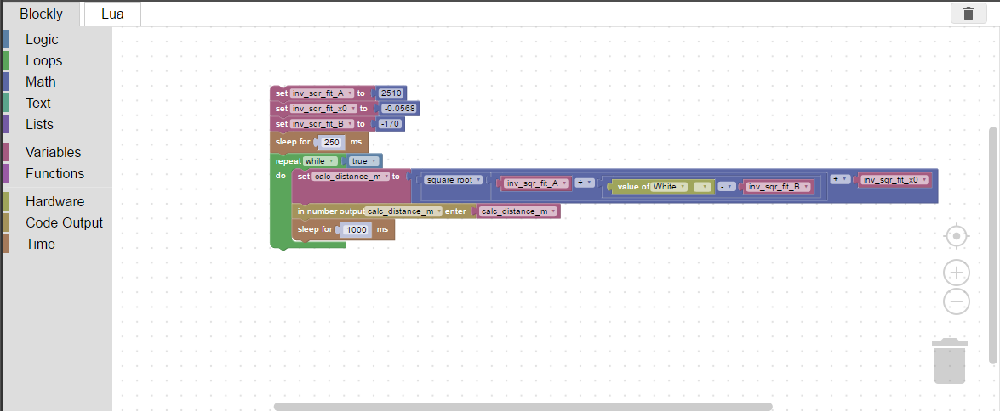 Blockly Lua
Logic
Loops
Math
Text
Lists
Variables
Functions
Hardware
Code Output
Time
set inv_sqr_fit_A to 2510
set inv_sqr_fit_x0 to -0.0568
set inv_sqr_fit_B to -170
sleep for 250 ms
repeat while true
do set calc_distance_m to square root inv_sqr_fit_A ÷ value of White - inv_sqr_fit_B + inv_sqr_fit_x0
in number output calc_distance_m enter calc_distance_m
sleep for 1000 ms